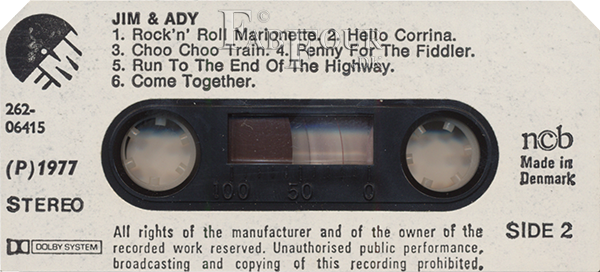 JIM & ADY
1. Rock'n' Roll Marionette. 2. Hello Corrina.
3. Choo Choo Train. 4. Penny For The Fiddler.
5. Run To The End Of The Highway.
6. Come Together.
EMI
262-
06415
(P) 1977
STEREO
100 50 0
ncb
Made in
Denmark
SIDE 2
DOLBY SYSTEM
All rights of the manufacturer and of the owner of the
recorded work reserved. Unauthorised public performance,
broadcasting and copying of this recording prohibited.